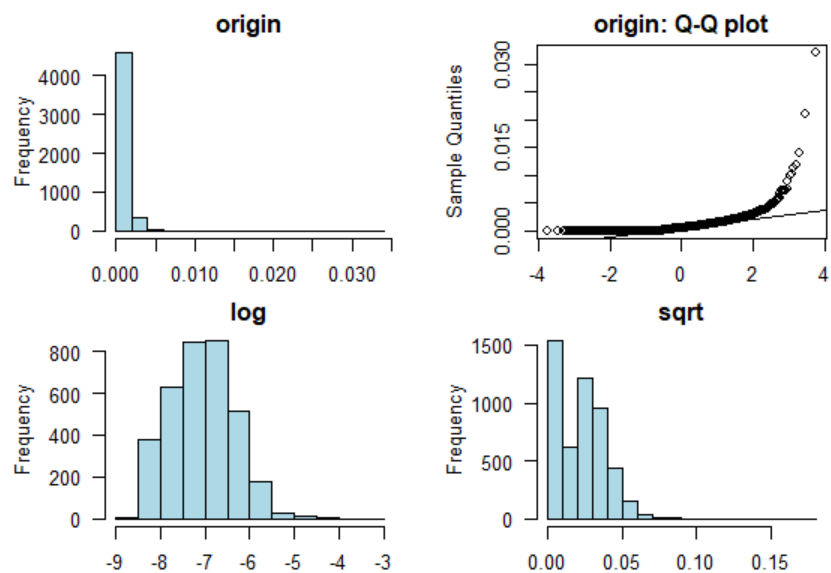 origin
Frequency
4000
3000
2000
1000
0
0.000 0.010 0.020 0.030
origin: Q-Q plot
Sample Quantiles
0.030
0.015
0.000
-4 -2 0 2 4
log
Frequency
800
600
400
200
0
-9 -8 -7 -6 -5 -4 -3
sqrt
Frequency
1500
1000
500
0
0.00 0.05 0.10 0.15